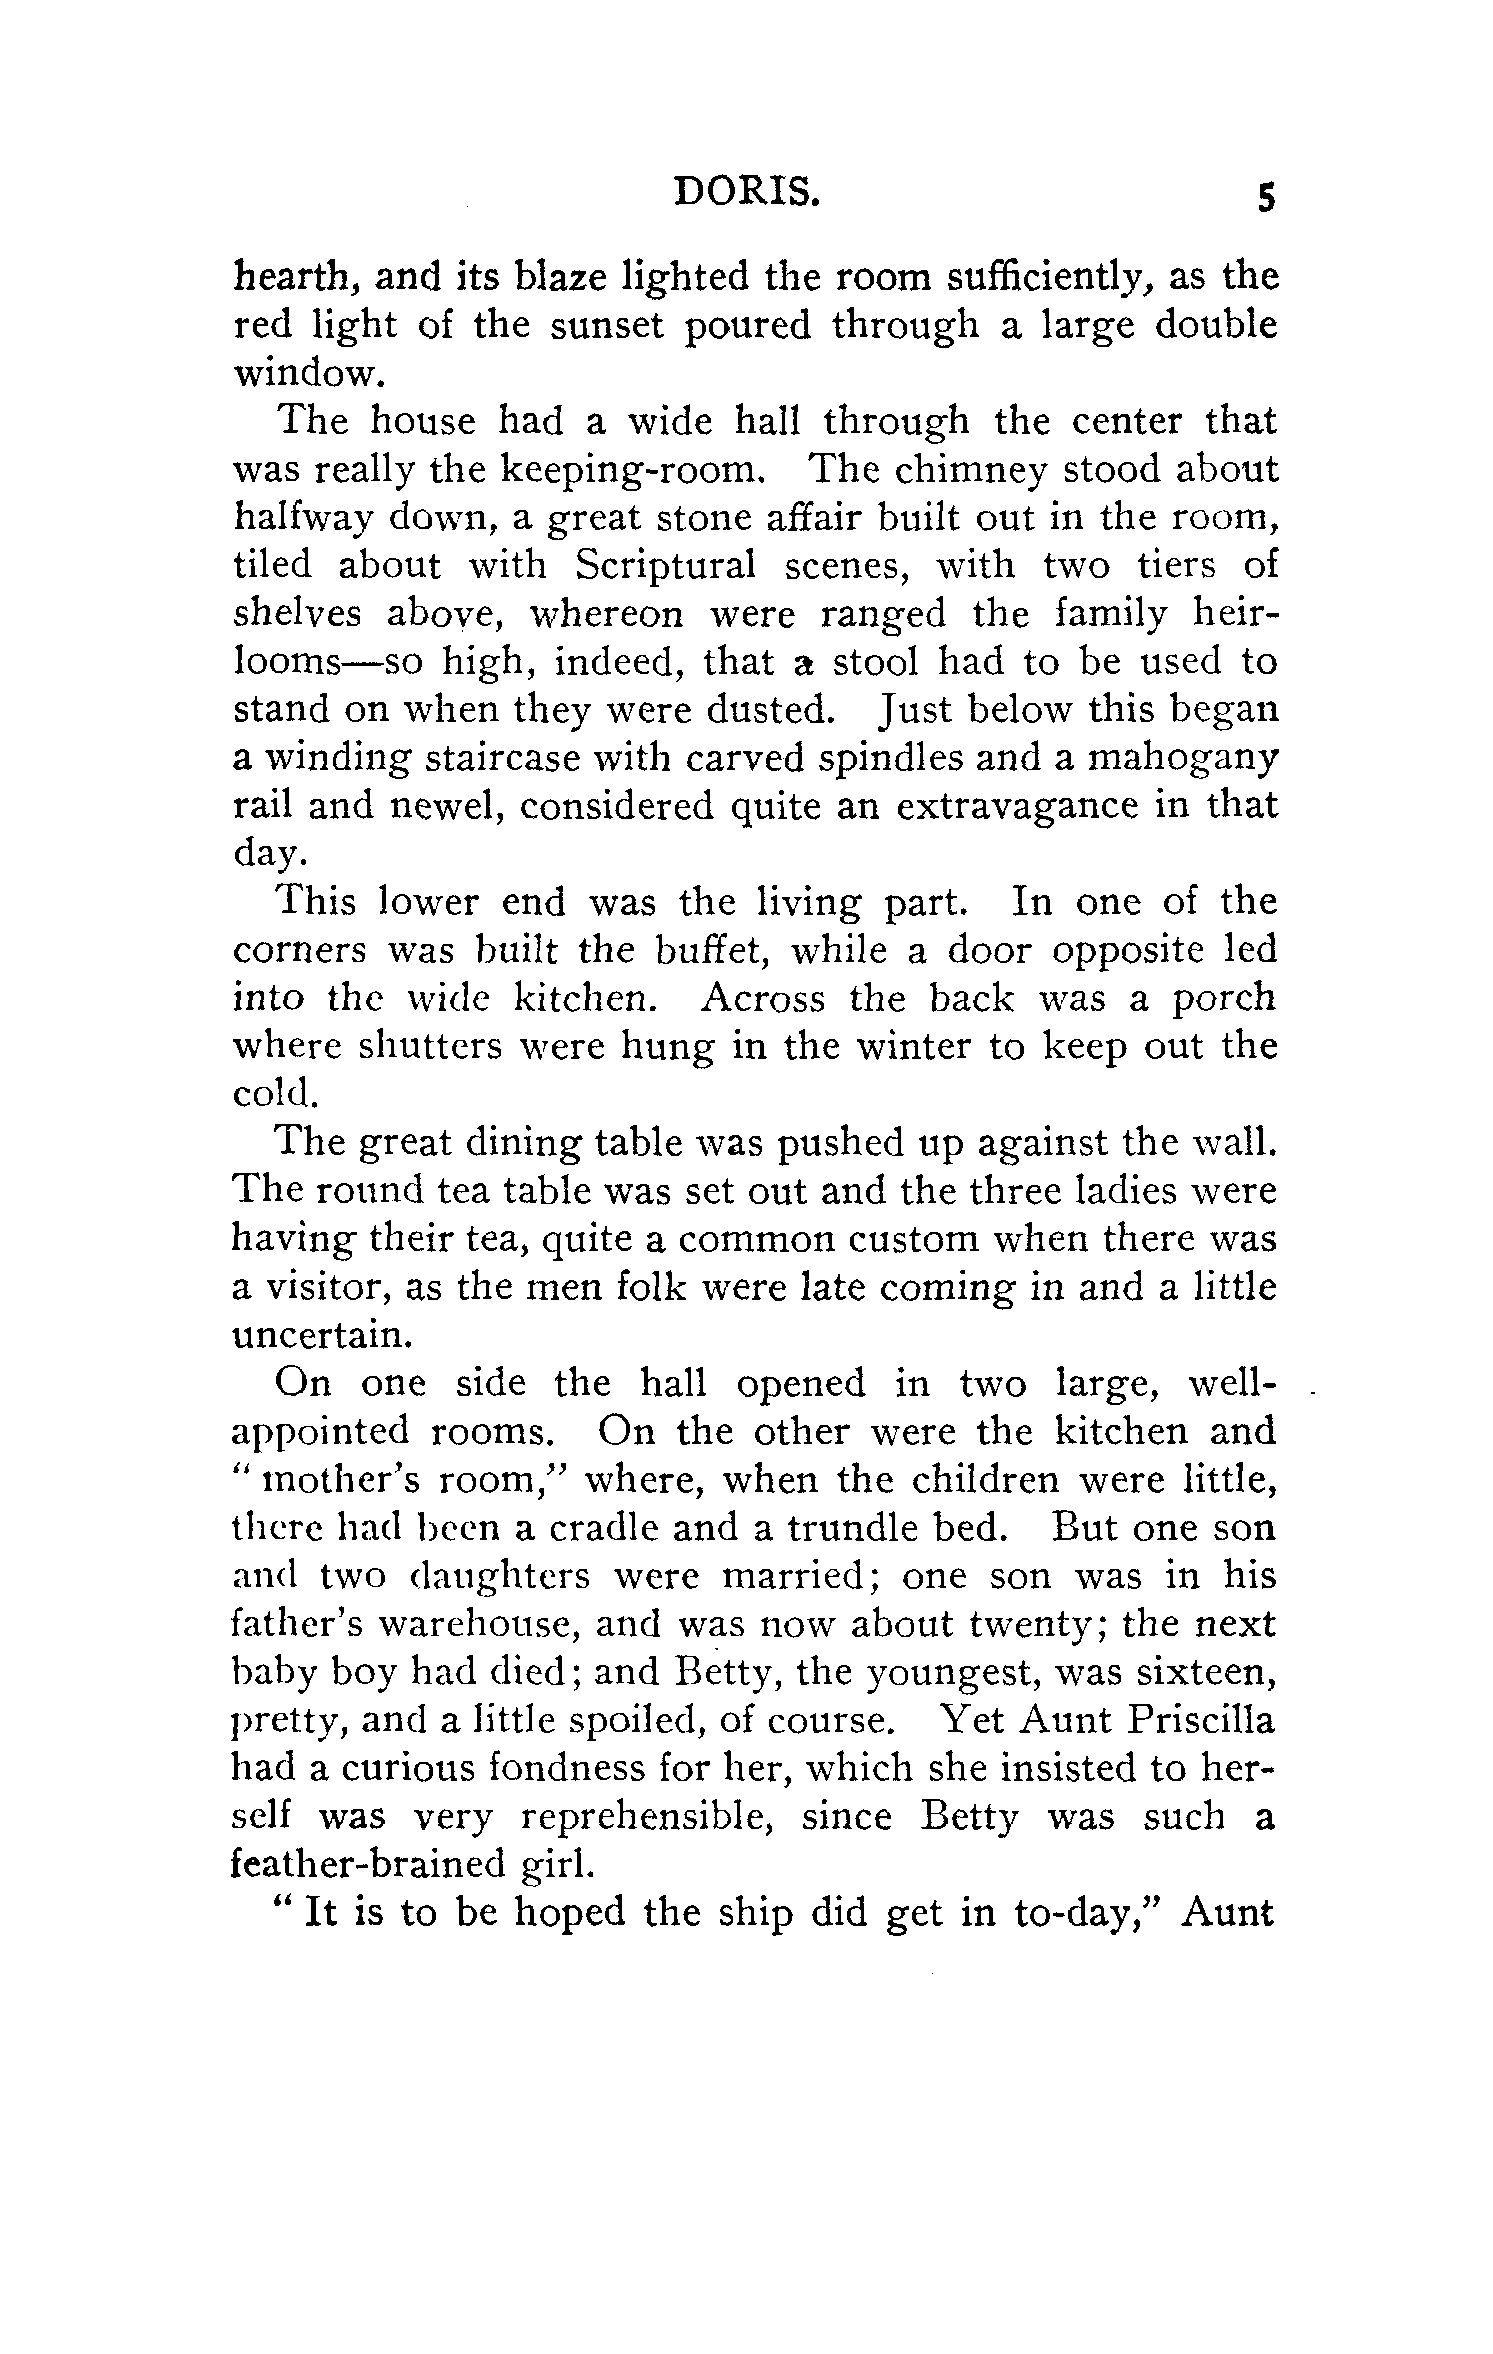 DORIS. 5
hearth, and its blaze lighted the room sufficiently, as the
red light of the sunset poured through a large double
window.
The house had a wide hall through the center that
was really the keeping-room. The chimney stood about
halfway down, a great stone affair built out in the room,
tiled about with Scriptural scenes, with two tiers of
shelves above, whereon were ranged the family heir-
looms—so high, indeed, that a stool had to be used to
stand on when they were dusted. Just below this began
a winding staircase with carved spindles and a mahogany
rail and newel, considered quite an extravagance in that
day.
This lower end was the living part. In one of the
corners was built the buffet, while a door opposite led
into the wide kitchen. Across the back was a porch
where shutters were hung in the winter to keep out the
cold.
The great dining table was pushed up against the wall.
The round tea table was set out and the three ladies were
having their tea, quite a common custom when there was
a visitor, as the men folk were late coming in and a little
uncertain.
On one side the hall opened in two large, well-
appointed rooms. On the other were the kitchen and
" mother's room," where, when the children were little,
there had been a cradle and a trundle bed. But one son
and two daughters were married; one son was in his
father's warehouse, and was now about twenty; the next
baby boy had died; and Betty, the youngest, was sixteen,
pretty, and a little spoiled, of course. Yet Aunt Priscilla
had a curious fondness for her, which she insisted to her-
self was very reprehensible, since Betty was such a
feather-brained girl.
" It is to be hoped the ship did get in to-day," Aunt